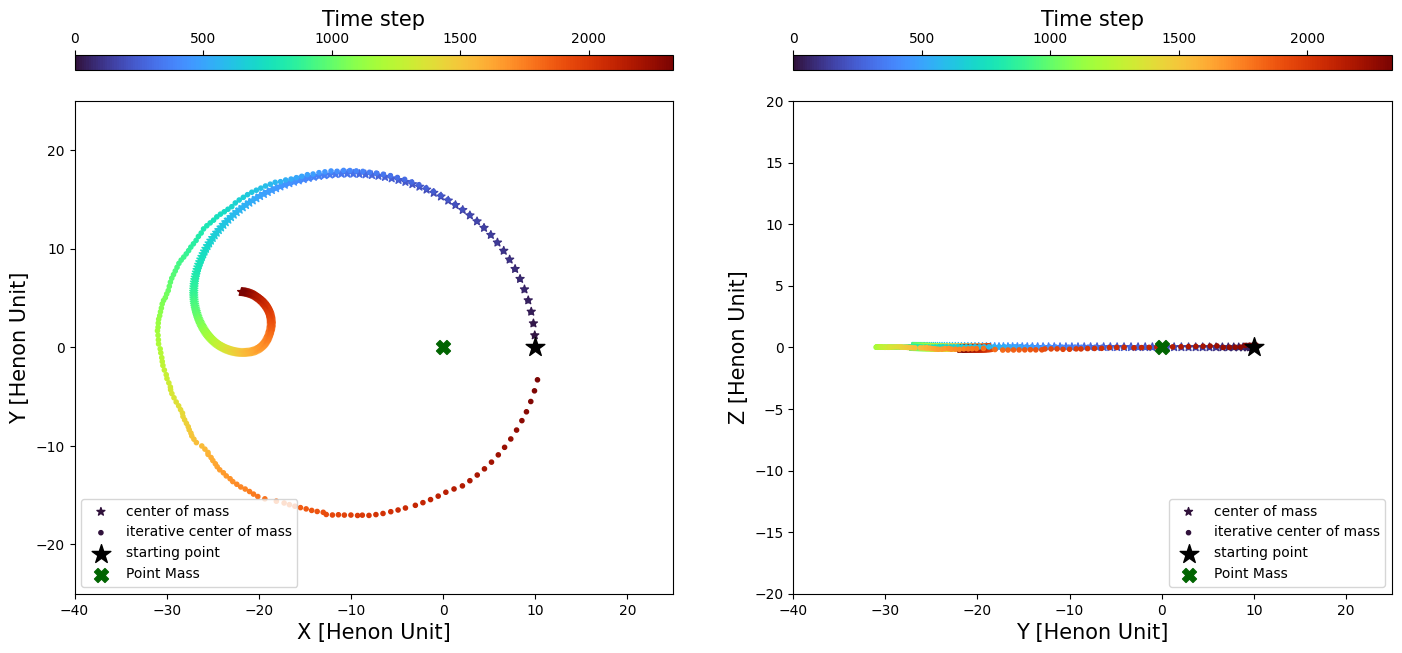 Time step
0 500 1000 1500 2000
20
10
0
−10
−20
Y [Henon Unit]
center of mass
iterative center of mass
starting point
Point Mass
−40 −30 −20 −10 0 10 20
X [Henon Unit]
Time step
0 500 1000 1500 2000
20
15
10
5
0
−5
−10
−15
−20
Z [Henon Unit]
center of mass
iterative center of mass
starting point
Point Mass
−40 −30 −20 −10 0 10 20
Y [Henon Unit]